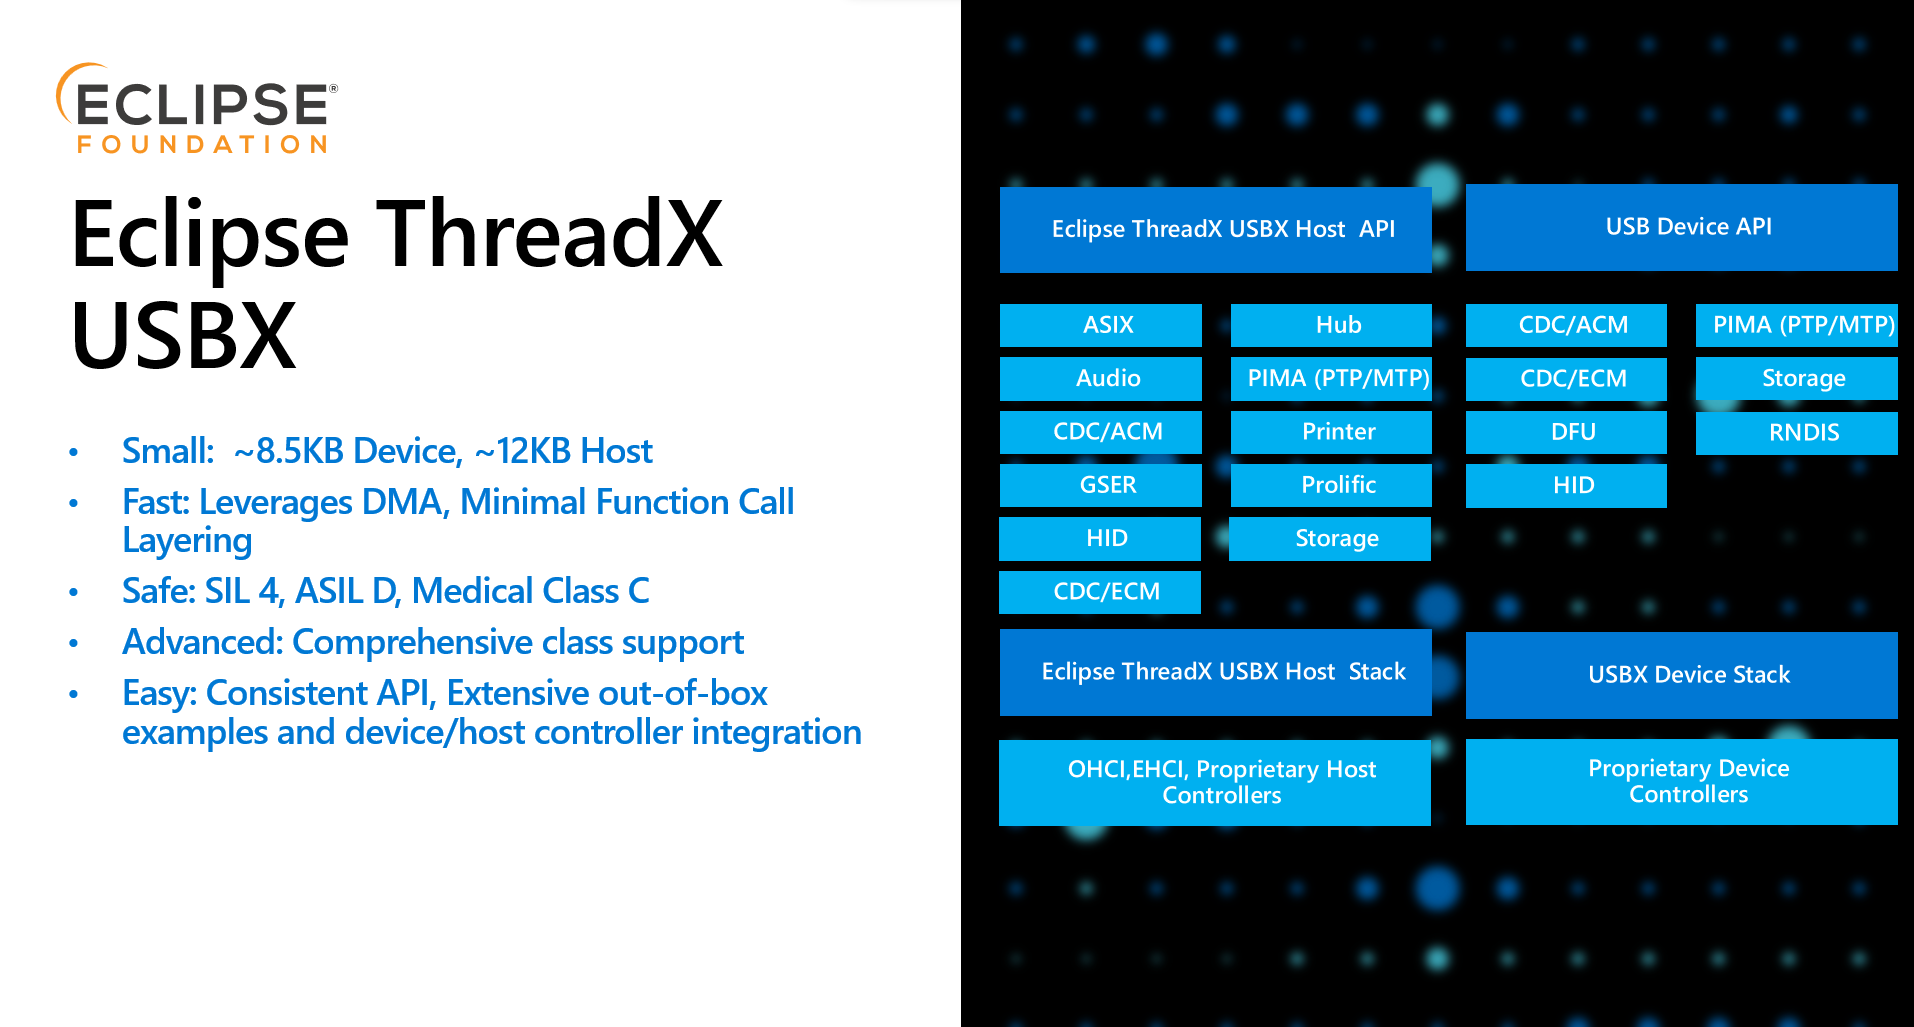 ECLIPSE®
FOUNDATION
Eclipse ThreadX
USBX
• Small:  ~8.5KB Device, ~12KB Host
• Fast: Leverages DMA, Minimal Function Call
Layering
• Safe: SIL 4, ASIL D, Medical Class C
• Advanced: Comprehensive class support
• Easy: Consistent API, Extensive out-of-box
examples and device/host controller integration
Eclipse ThreadX USBX Host  API
ASIX
Audio
CDC/ACM
GSER
HID
CDC/ECM
Hub
PIMA (PTP/MTP)
Printer
Prolific
Storage
Eclipse ThreadX USBX Host  Stack
OHCI,EHCI, Proprietary Host
Controllers
USB Device API
CDC/ACM
CDC/ECM
DFU
HID
PIMA (PTP/MTP)
Storage
RNDIS
USBX Device Stack
Proprietary Device
Controllers